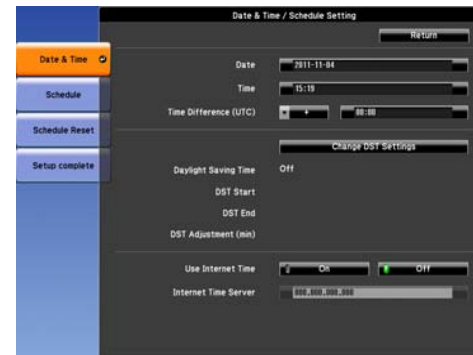 Date & Time / Schedule Setting
Return
Date & Time
Schedule
Schedule Reset
Setup complete
Date 2011-11-04
Time 15:19
Time Difference (UTC) + 00:00
Change DST Settings
Daylight Saving Time Off
DST Start
DST End
DST Adjustment (min)
Use Internet Time On Off
Internet Time Server 000.000.000.000